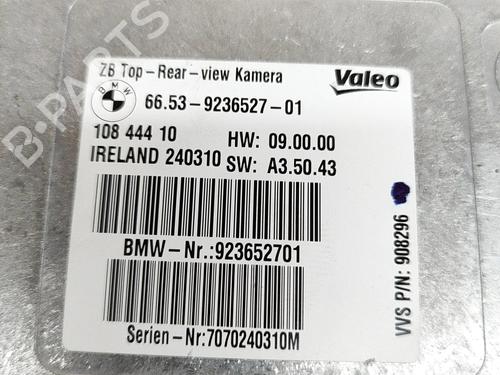 ZB Top-Rear-view Kamera
Valeo
BMW
66.53-9236527-01
108 444 10
HW: 09.00.00
IRELAND 240310
SW: A3.50.43
BMW-Nr.:923652701
Serien-Nr:7070240310M
VVS P/N: 908296
B-PARTS